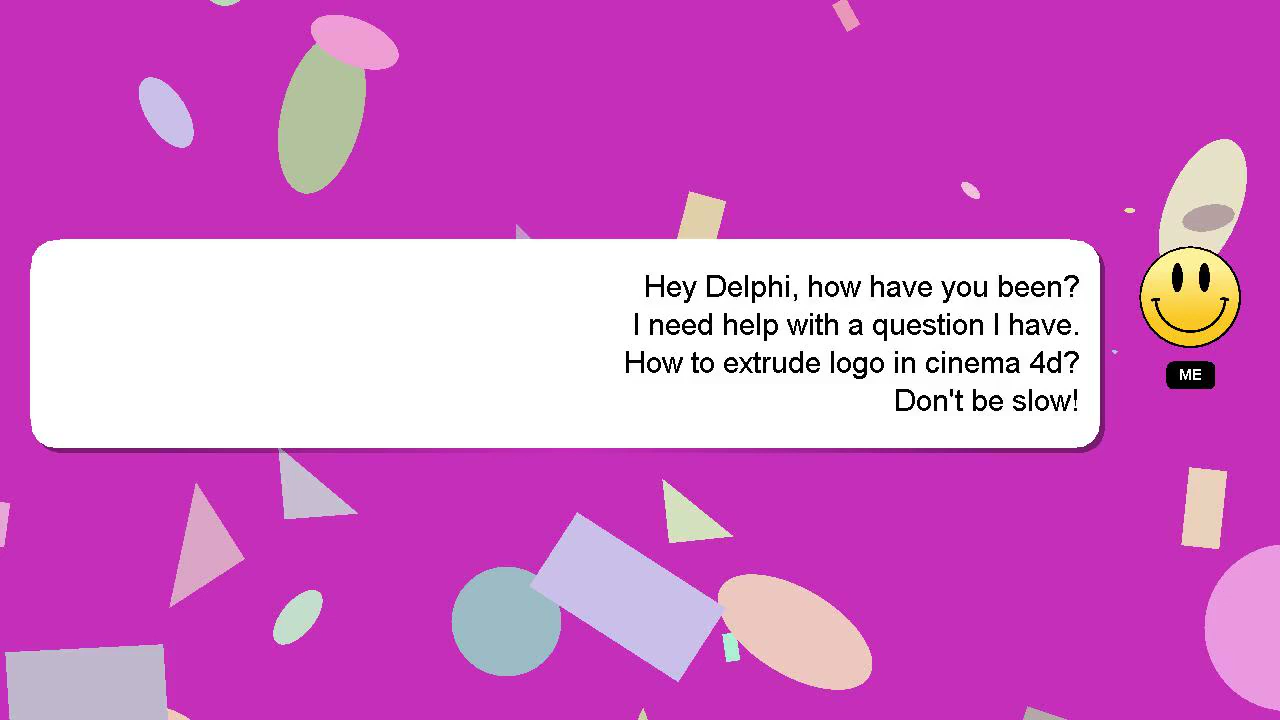 Hey Delphi, how have you been?
I need help with a question I have.
How to extrude logo in cinema 4d?
Don't be slow!
ME